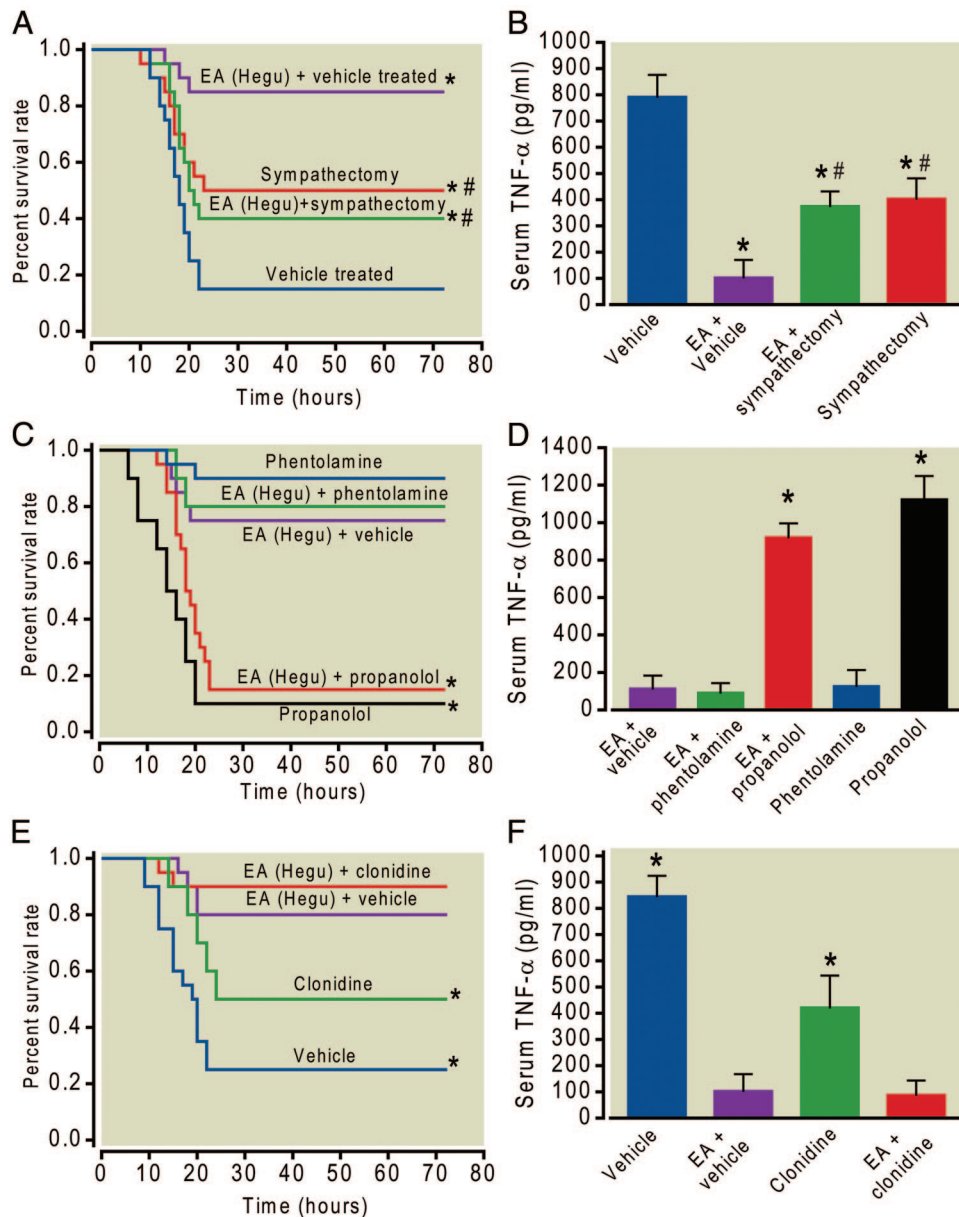 A
Percent survival rate
1.0
0.8
0.6
0.4
0.2
0.0
EA (Hegu) + vehicle treated *
Sympathectomy * #
EA (Hegu)+sympathectomy * #
Vehicle treated
0 10 20 30 40 50 60 70 80
Time (hours)
B
Serum TNF-α (pg/ml)
1000
900
800
700
600
500
400
300
200
100
0
*
* #
* #
Vehicle
EA +
Vehicle
EA +
sympathectomy
Sympathectomy
C
Percent survival rate
1.0
0.8
0.6
0.4
0.2
0.0
Phentolamine
EA (Hegu) + phentolamine
EA (Hegu) + vehicle
EA (Hegu) + propanolol *
Propanolol *
0 10 20 30 40 50 60 70 80
Time (hours)
D
Serum TNF-α (pg/ml)
1400
1200
1000
800
600
400
200
0
*
*
EA +
vehicle
EA +
phentolamine
EA +
propanolol
Phentolamine
Propanolol
E
Percent survival rate
1.0
0.8
0.6
0.4
0.2
0.0
EA (Hegu) + clonidine
EA (Hegu) + vehicle
Clonidine *
Vehicle *
0 10 20 30 40 50 60 70 80
Time (hours)
F
Serum TNF-α (pg/ml)
1000
900
800
700
600
500
400
300
200
100
0
*
*
Vehicle
EA +
vehicle
Clonidine
EA +
clonidine